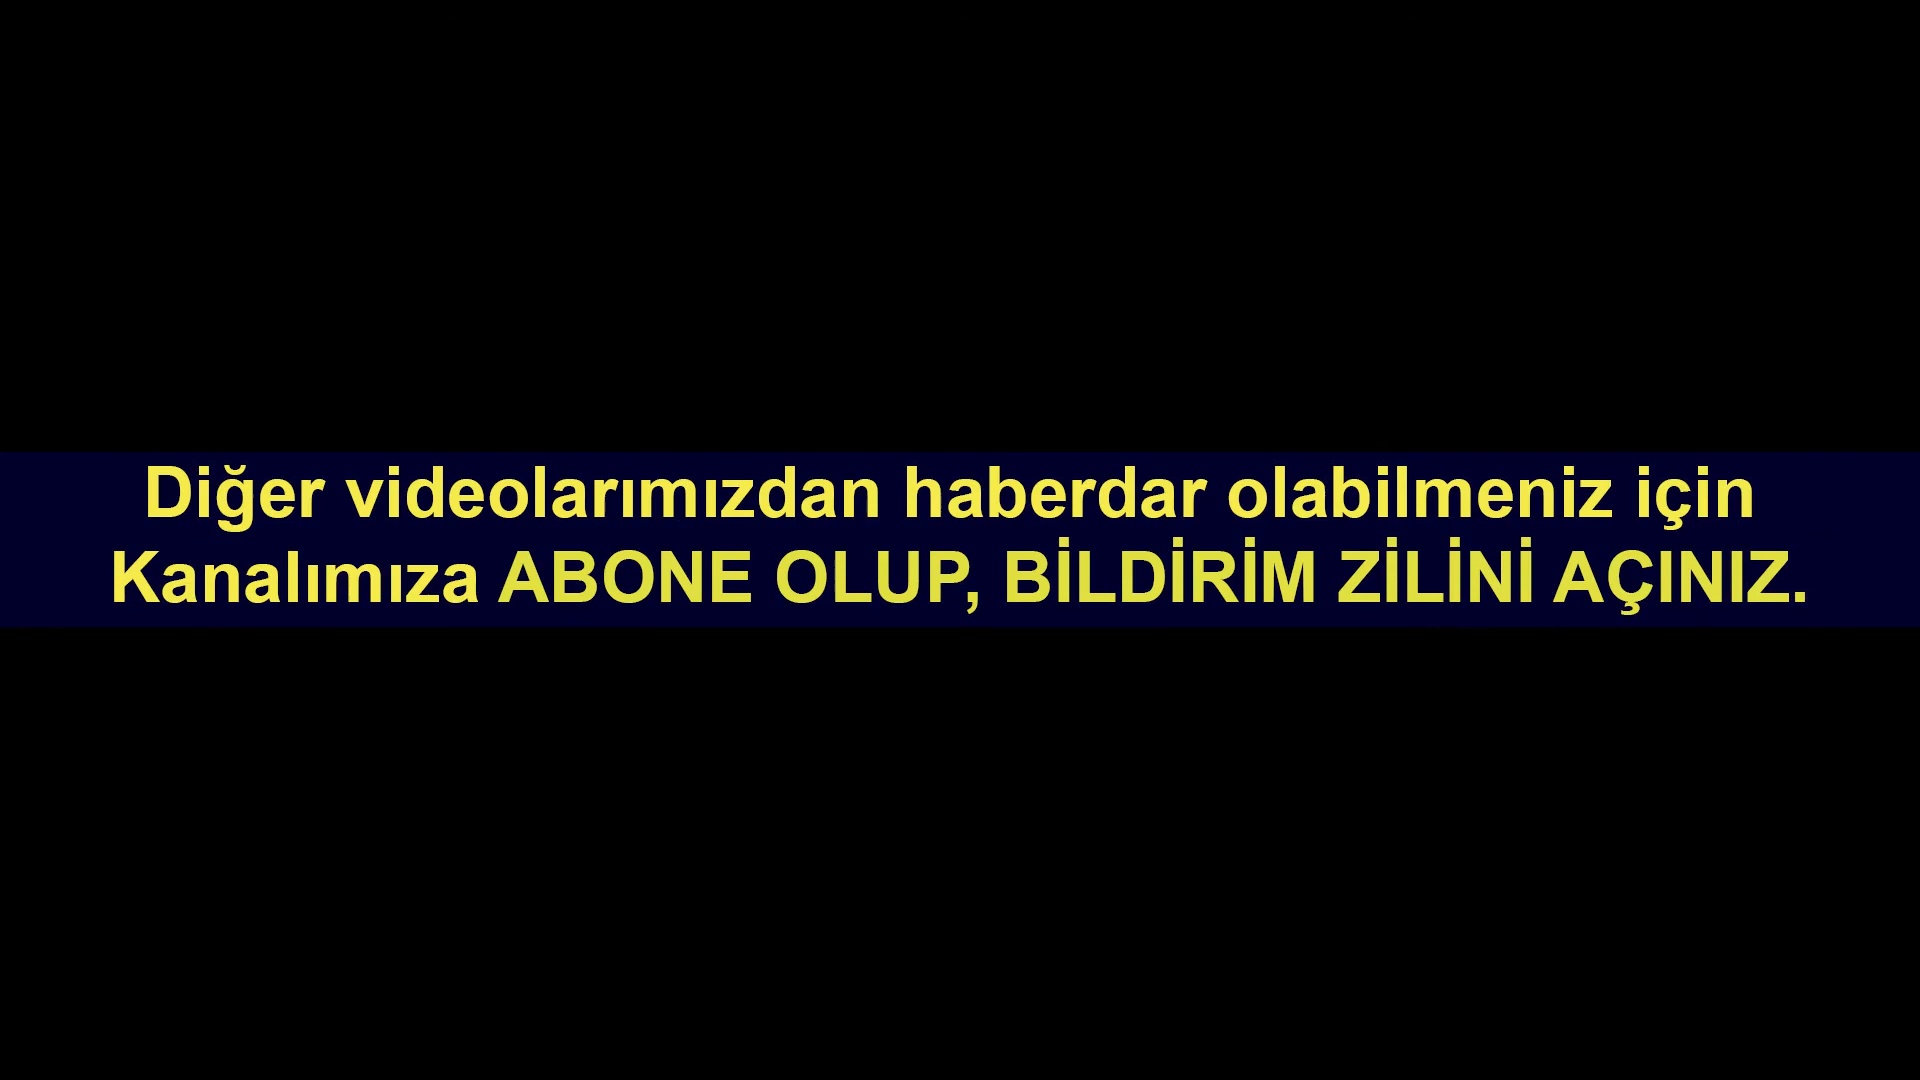 Diğer videolarımızdan haberdar olabilmeniz için
Kanalımıza ABONE OLUP, BİLDİRİM ZİLİNİ AÇINIZ.